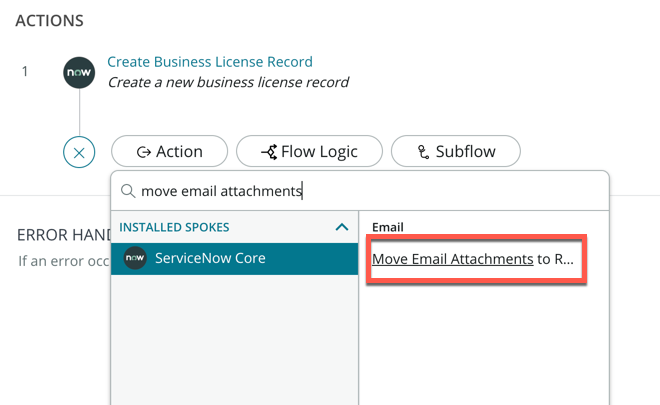 ACTIONS
1
now
Create Business License Record
Create a new business license record
Action
Flow Logic
Subflow
move email attachments
INSTALLED SPOKES
Email
ERROR HAND
now
ServiceNow Core
Move Email Attachments to R...
If an error occ